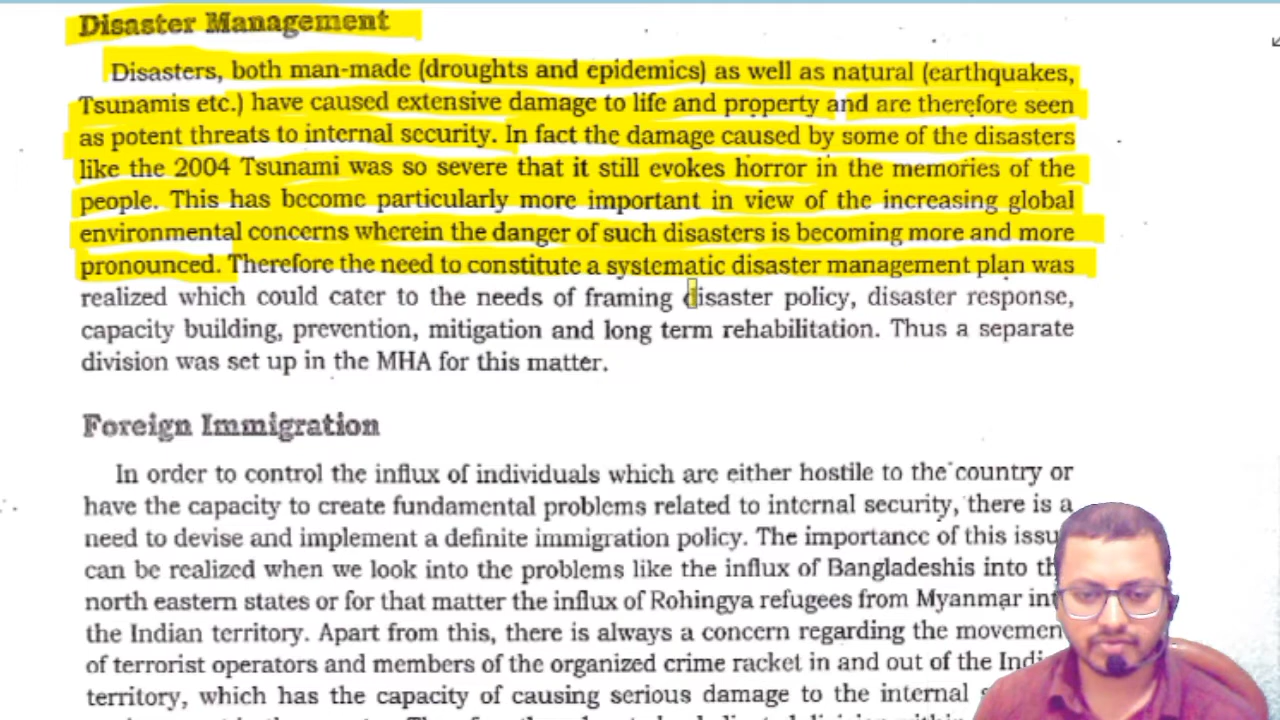 Disaster Management
Disasters, both man-made (droughts and epidemics) as well as natural (earthquakes,
Tsunamis etc.) have caused extensive damage to life and property and are therefore seen
as potent threats to internal security. In fact the damage caused by some of the disasters
like the 2004 Tsunami was so severe that it still evokes horror in the memories of the
people. This has become particularly more important in view of the increasing global
environmental concerns wherein the danger of such disasters is becoming more and more
pronounced. Therefore the need to constitute a systematic disaster management plan was
realized which could cater to the needs of framing disaster policy, disaster response,
capacity building, prevention, mitigation and long term rehabilitation. Thus a separate
division was set up in the MHA for this matter.
Foreign Immigration
In order to control the influx of individuals which are either hostile to the country or
have the capacity to create fundamental problems related to internal security, there is a
need to devise and implement a definite immigration policy. The importance of this issu
can be realized when we look into the problems like the influx of Bangladeshis into th
north eastern states or for that matter the influx of Rohingya refugees from Myanmar in
the Indian territory. Apart from this, there is always a concern regarding the movemen
of terrorist operators and members of the organized crime racket in and out of the Indi
territory, which has the capacity of causing serious damage to the internal